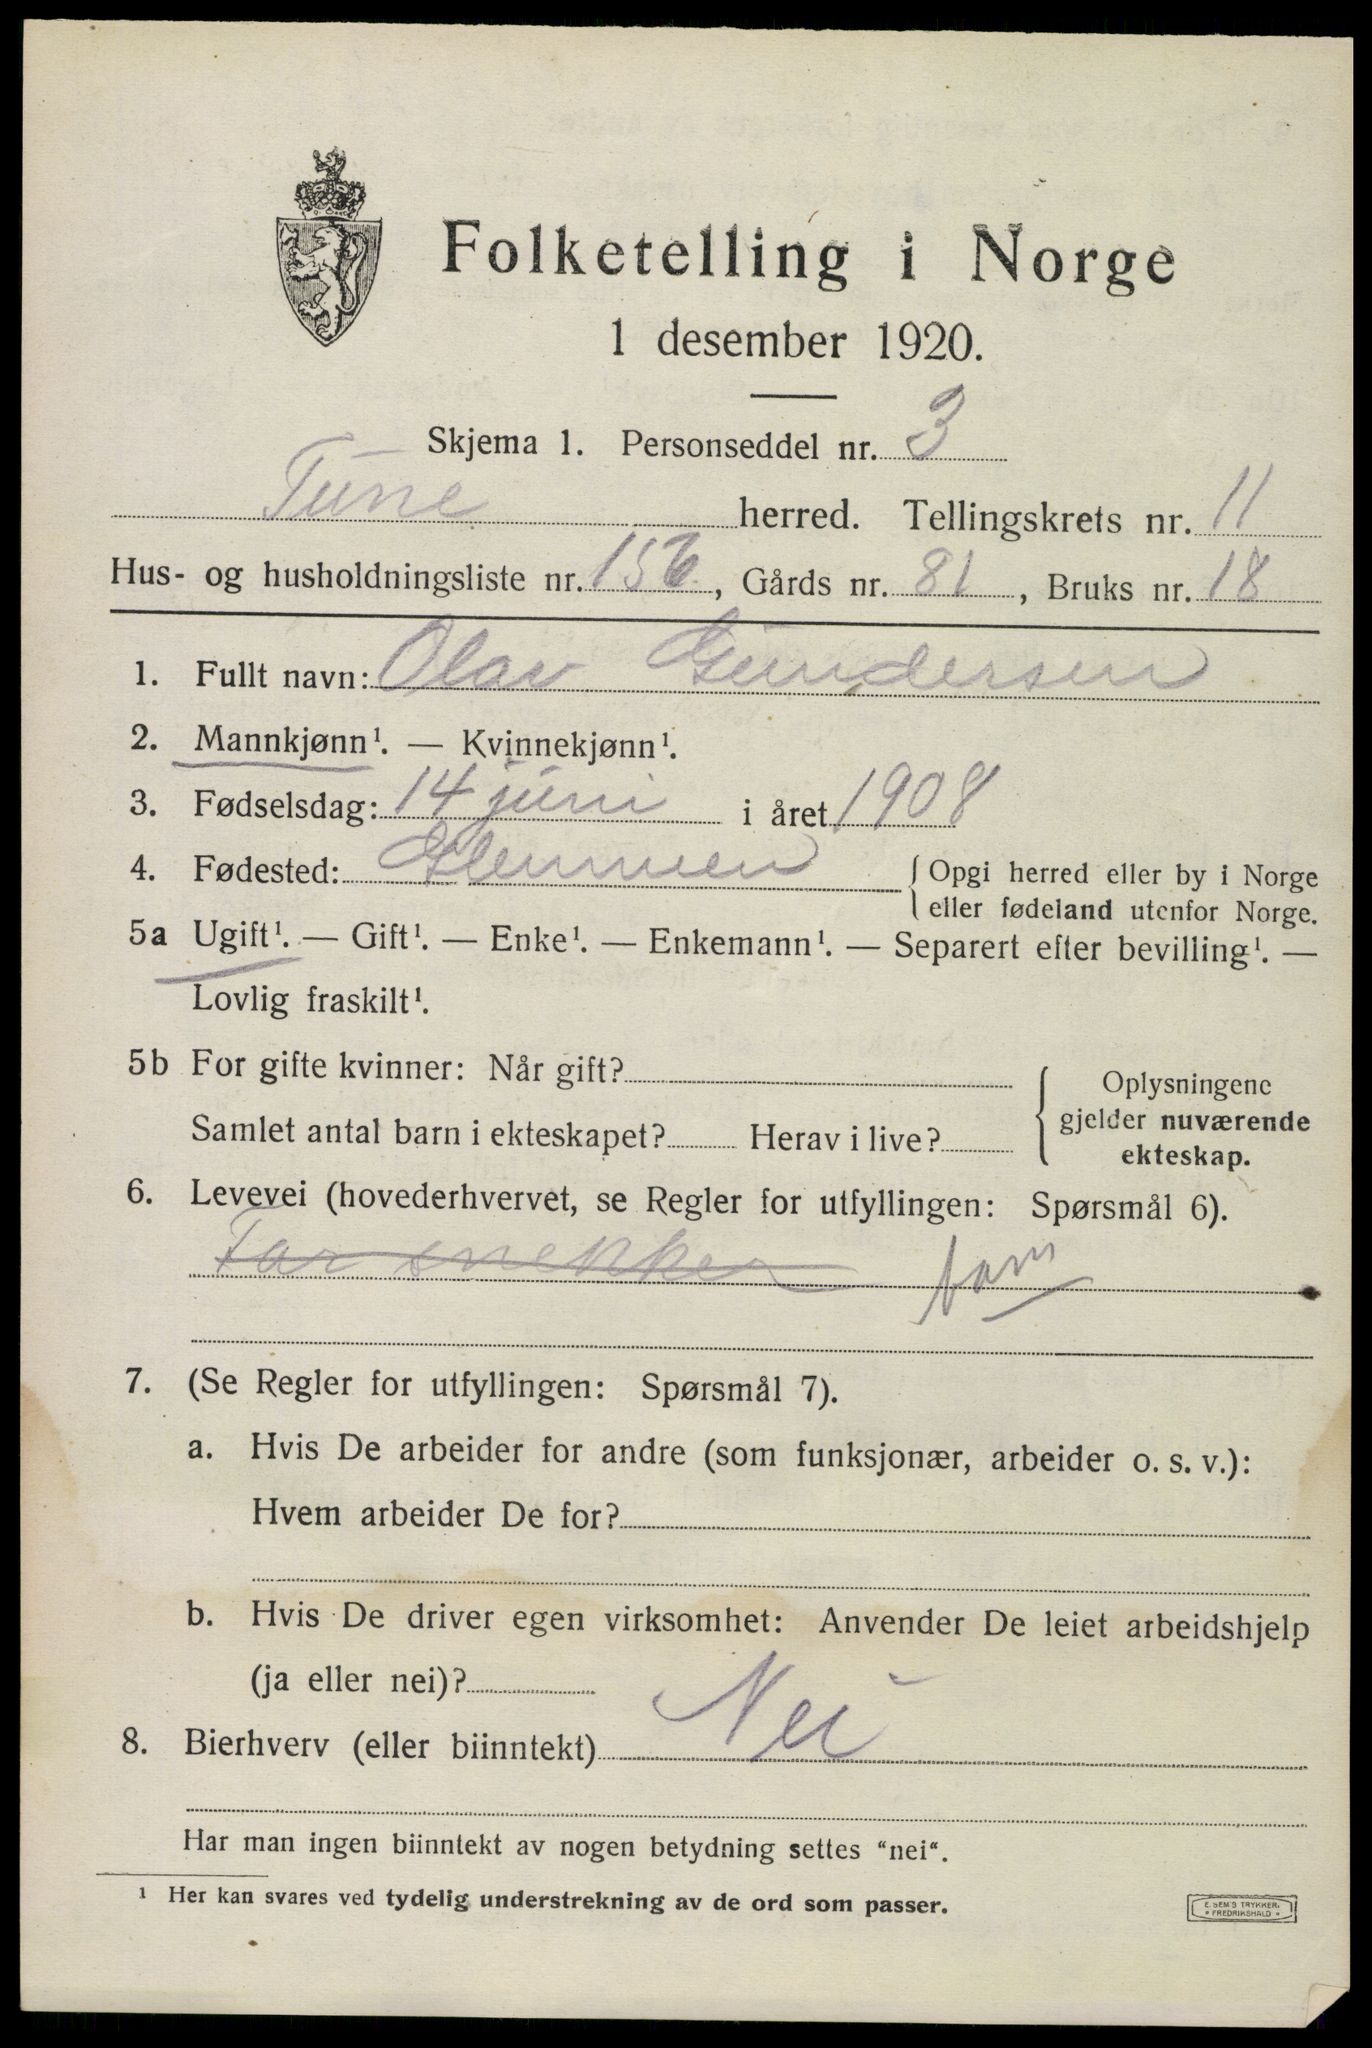 Folketelling i Norge
1 desember 1920.
Skjema 1. Personseddel nr. 3
Tune herred. Tellingskrets nr. 11
Hus- og husholdningsliste nr. 156, Gårds nr. 81, Bruks nr. 18
1. Fullt navn: Olav Gundersen
2. Mannkjønn¹. — Kvinnekjønn¹.
3. Fødselsdag: 14 juni i året 1908
4. Fødested: Glemmen { Opgi herred eller by i Norge
eller fødeland utenfor Norge.
5a Ugift¹. — Gift¹. — Enke¹. — Enkemann¹. — Separert efter bevilling¹. —
Lovlig fraskilt¹.
5b For gifte kvinner: Når gift?
Samlet antal barn i ekteskapet? Herav i live?
{ Oplysningene
gjelder nuværende
ekteskap.
6. Levevei (hovederhvervet, se Regler for utfyllingen: Spørsmål 6).
Far snekker
7. (Se Regler for utfyllingen: Spørsmål 7).
a. Hvis De arbeider for andre (som funksjonær, arbeider o. s. v.):
Hvem arbeider De for?
b. Hvis De driver egen virksomhet: Anvender De leiet arbeidshjelp
(ja eller nei)?
8. Bierhverv (eller biinntekt) Nei
Har man ingen biinntekt av nogen betydning settes “nei“.
¹ Her kan svares ved tydelig understrekning av de ord som passer.
E. SEM'S TRYKKERI
* FREDRIKSHALD *